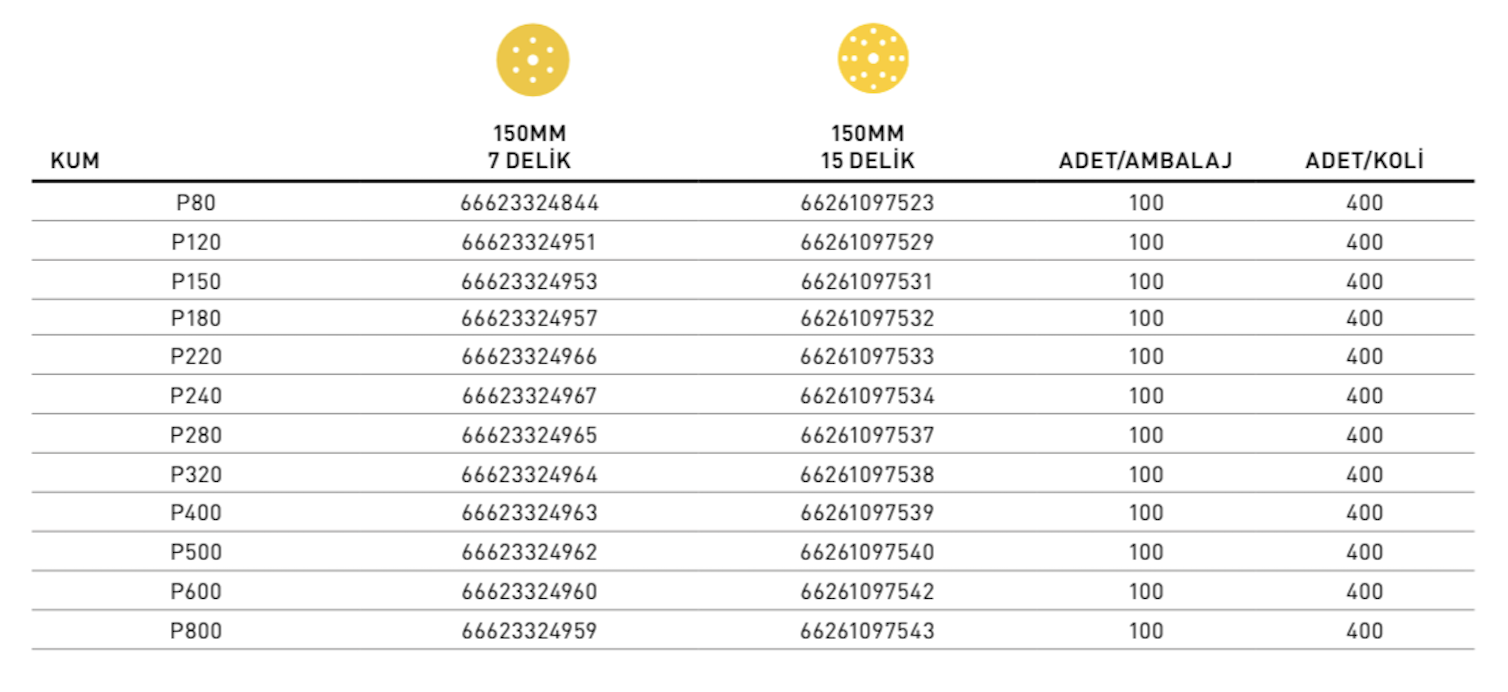 150MM 150MM
KUM 7 DELİK 15 DELİK ADET/AMBALAJ ADET/KOLİ
P80 66623324844 66261097523 100 400
P120 66623324951 66261097529 100 400
P150 66623324953 66261097531 100 400
P180 66623324957 66261097532 100 400
P220 66623324966 66261097533 100 400
P240 66623324967 66261097534 100 400
P280 66623324965 66261097537 100 400
P320 66623324964 66261097538 100 400
P400 66623324963 66261097539 100 400
P500 66623324962 66261097540 100 400
P600 66623324960 66261097542 100 400
P800 66623324959 66261097543 100 400